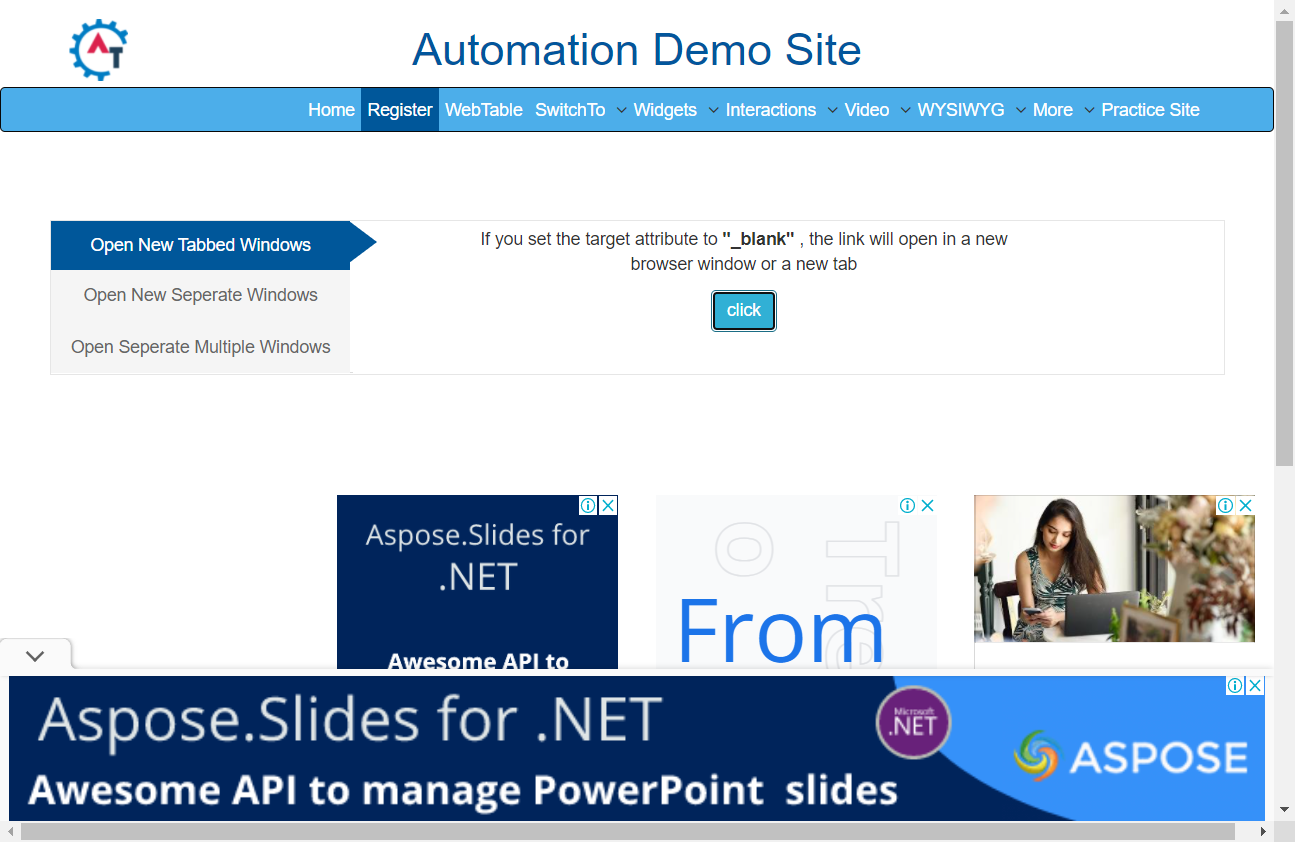 AT
Automation Demo Site
Home Register WebTable SwitchTo Widgets Interactions Video WYSIWYG More Practice Site
Open New Tabbed Windows
Open New Seperate Windows
Open Seperate Multiple Windows
If you set the target attribute to "_blank" , the link will open in a new
browser window or a new tab
click
Aspose.Slides for
.NET
Awesome API to
to
Tre
From
Aspose.Slides for .NET
Awesome API to manage PowerPoint slides
Microsoft
.NET
ASPOSE